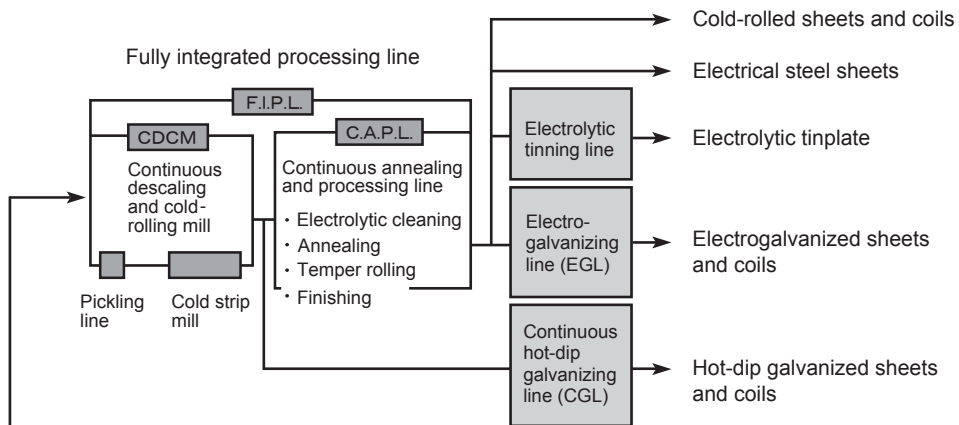 Cold-rolled sheets and coils
Fully integrated processing line
Electrical steel sheets
F.I.P.L.
CDCM
C.A.P.L.
Continuous
descaling
and cold-
rolling mill
Continuous annealing
and processing line
・Electrolytic cleaning
・Annealing
・Temper rolling
・Finishing
Pickling
line
Cold strip
mill
Electrolytic
tinning line
Electrolytic tinplate
Electro-
galvanizing
line (EGL)
Electrogalvanized sheets
and coils
Continuous
hot-dip
galvanizing
line (CGL)
Hot-dip galvanized sheets
and coils